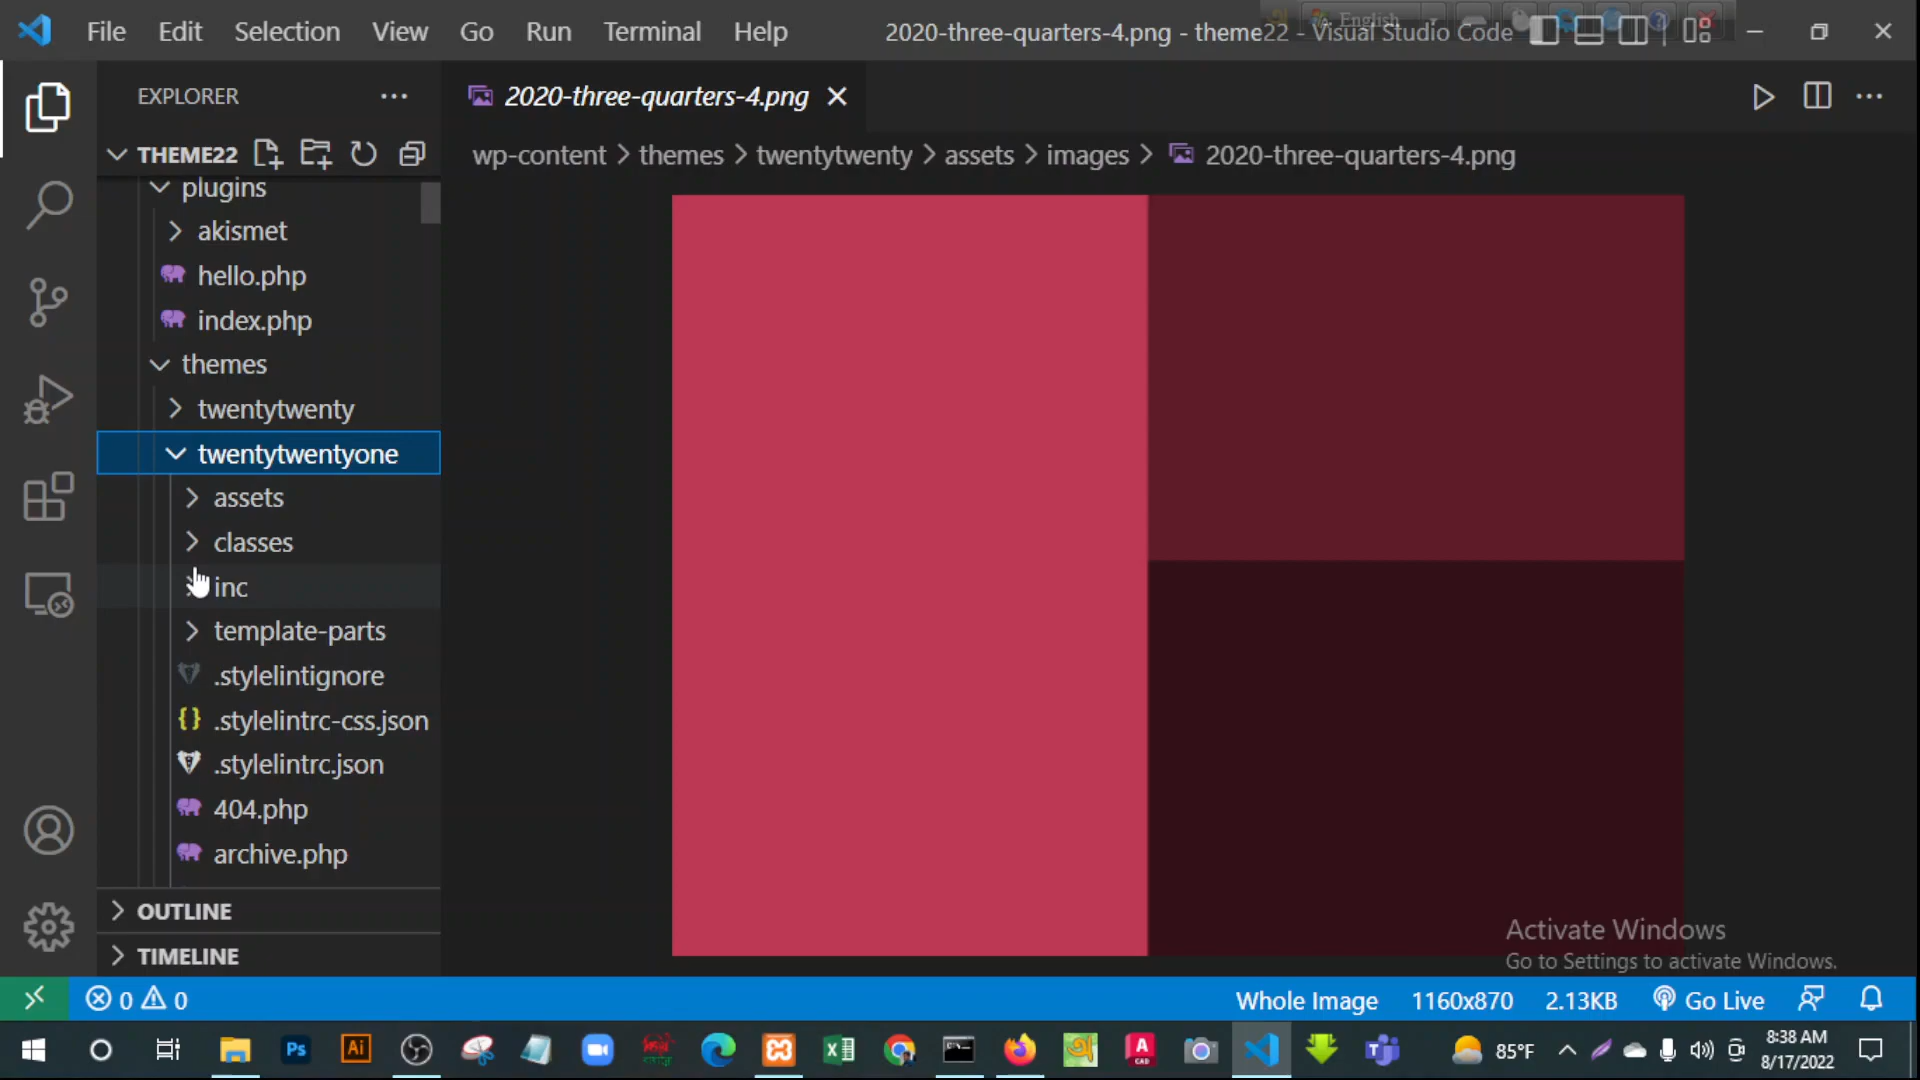 File Edit Selection View Go Run Terminal Help 2020-three-quarters-4.png - theme22 - Visual Studio Code
English
EXPLORER
2020-three-quarters-4.png
THEME22
wp-content > themes > twentytwenty > assets > images > 2020-three-quarters-4.png
plugins
akismet
hello.php
index.php
themes
twentytwenty
twentytwentyone
assets
classes
inc
template-parts
.stylelintignore
.stylelintrc-css.json
.stylelintrc.json
404.php
archive.php
OUTLINE
TIMELINE
Activate Windows
Go to Settings to activate Windows.
0 0 Whole Image 1160x870 2.13KB Go Live
Ps Ai
85°F
8:38 AM
8/17/2022